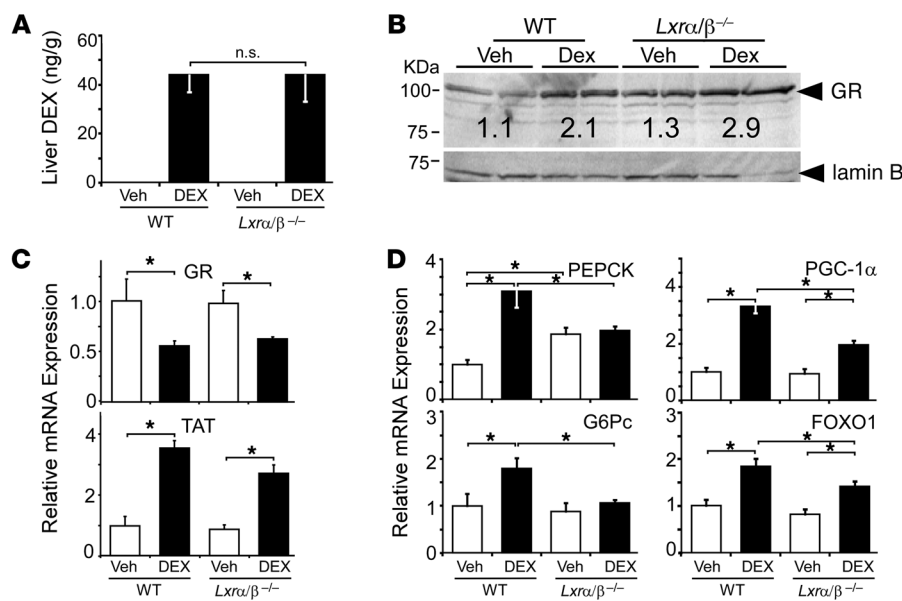 A
Liver DEX (ng/g)
60
40
20
0
n.s.
Veh DEX Veh DEX
WT Lxrα/β−/−
B
WT Lxrα/β−/−
Veh Dex Veh Dex
KDa
100
GR
1.1 2.1 1.3 2.9
75
75
lamin B
C
Relative mRNA Expression
GR
* *
1.0
0.5
0
TAT
* *
4
2
0
Veh DEX Veh DEX
WT Lxrα/β−/−
D
Relative mRNA Expression
PEPCK
* * *
4
2
0
PGC-1α
* * *
4
2
0
G6Pc
* *
3
2
1
0
FOXO1
* * *
3
2
1
0
Veh DEX Veh DEX
WT Lxrα/β−/−
Veh DEX Veh DEX
WT Lxrα/β−/−